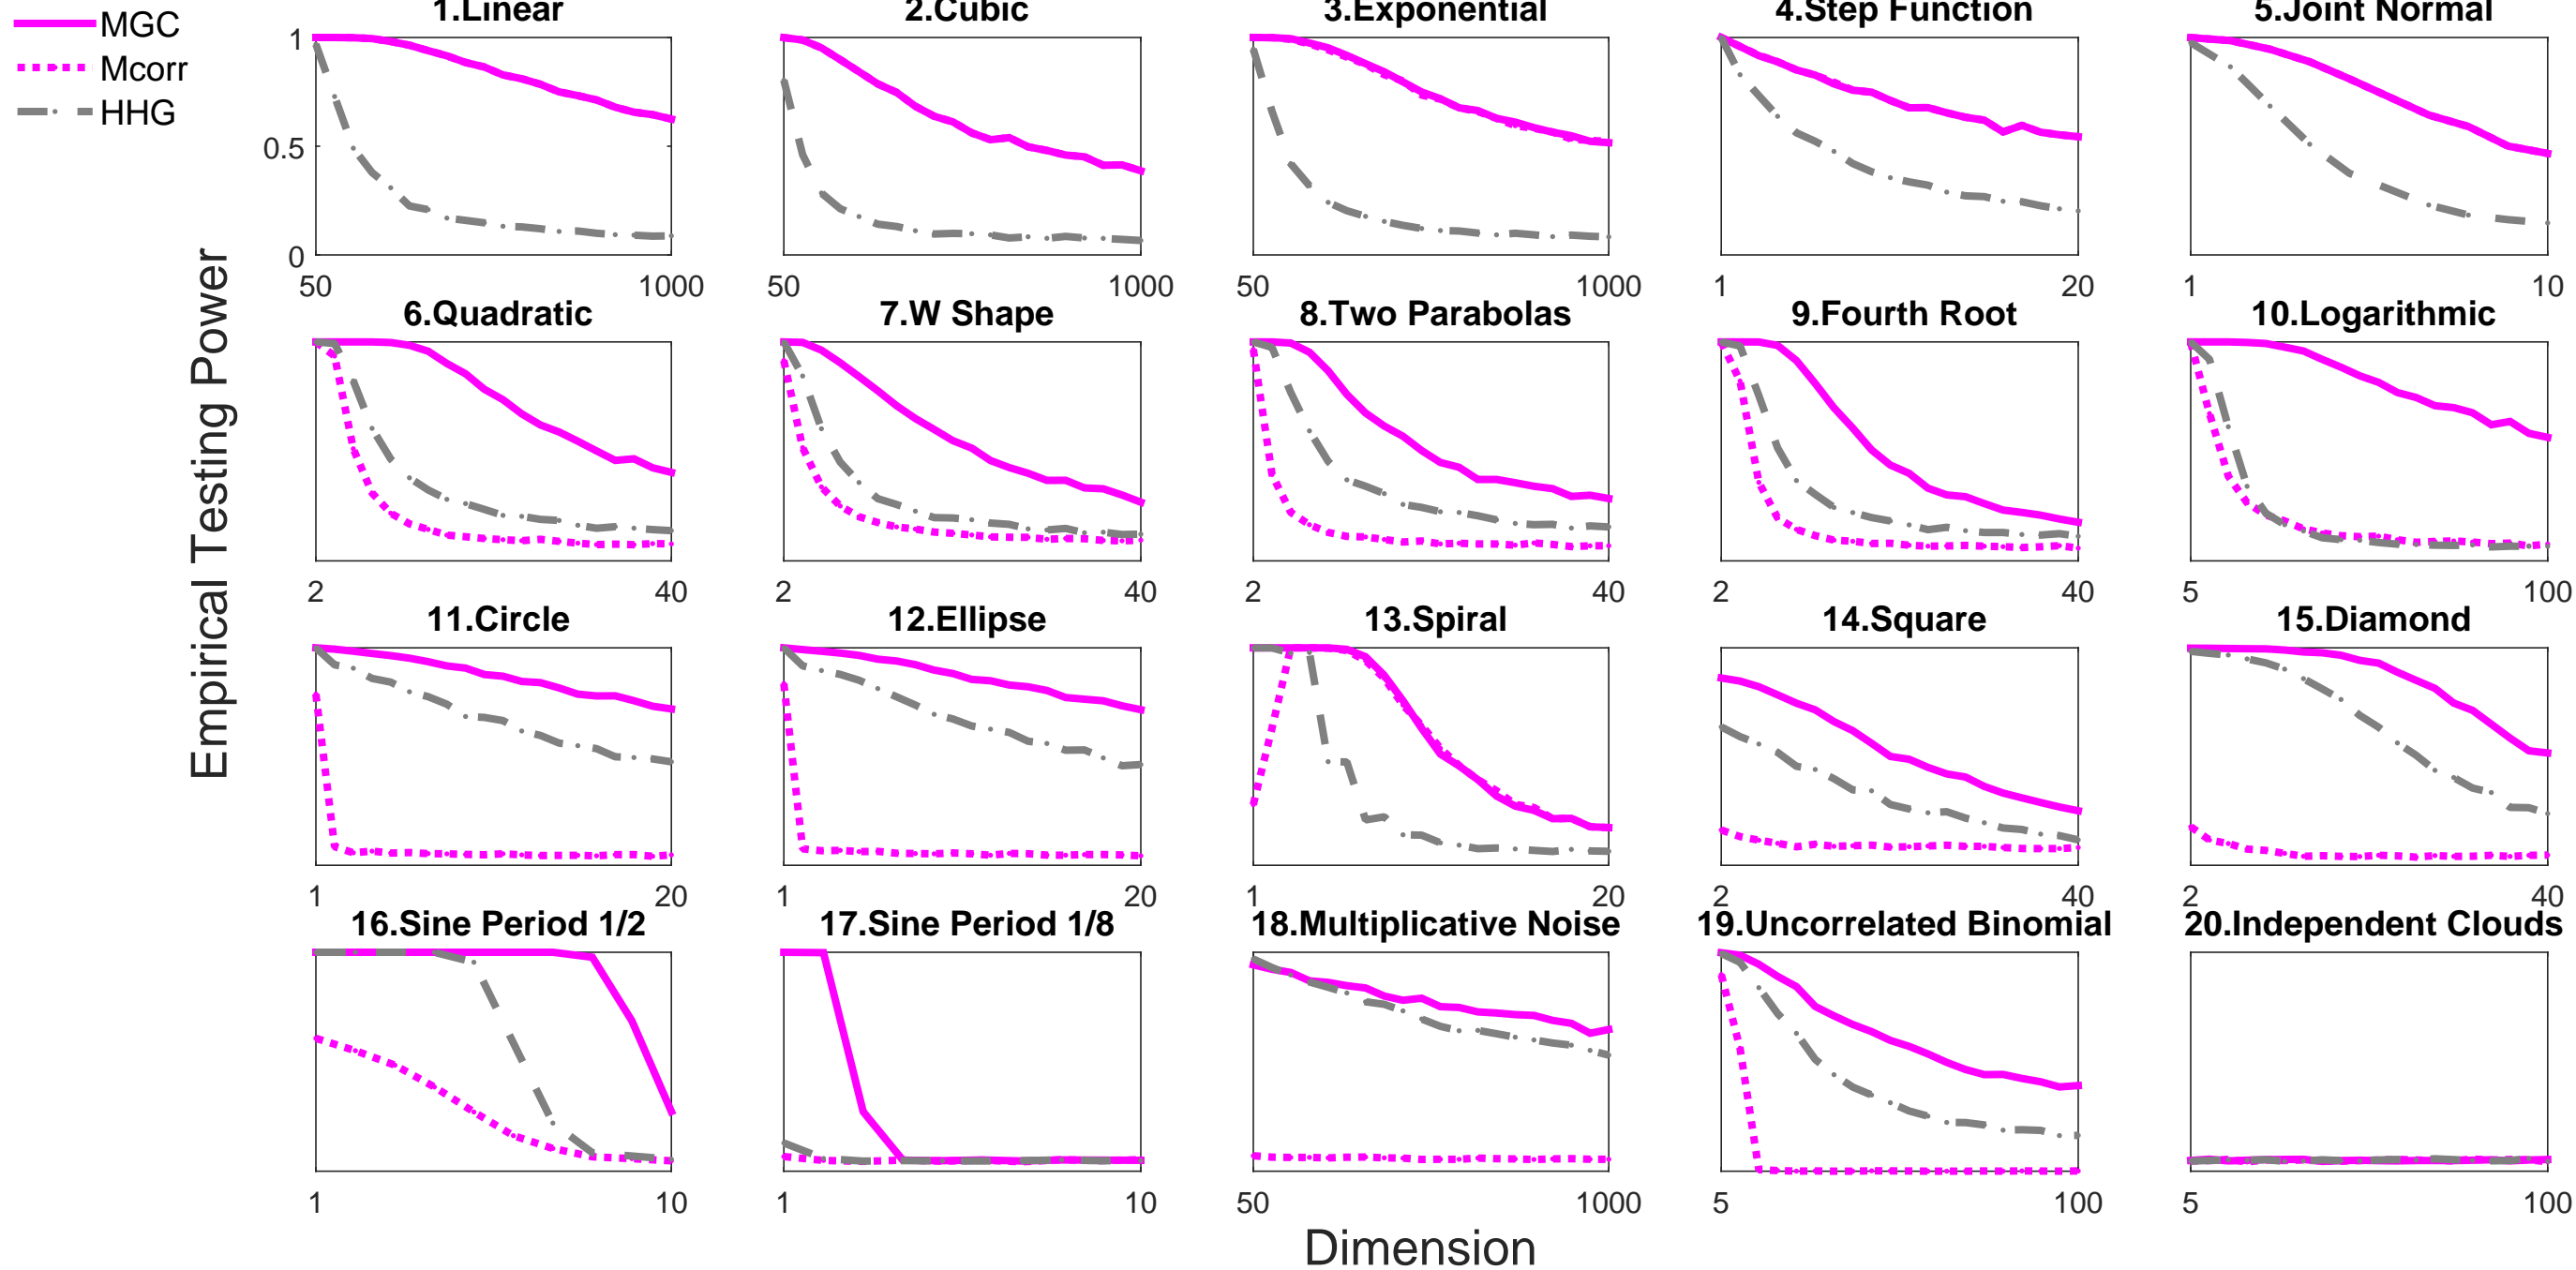 MGC
Mcorr
HHG
1.Linear
2.Cubic
3.Exponential
4.Step Function
5.Joint Normal
1
0.5
0
50 1000
50 1000
50 1000
1 20
1 10
6.Quadratic
7.W Shape
8.Two Parabolas
9.Fourth Root
10.Logarithmic
2 40
2 40
2 40
2 40
5 100
11.Circle
12.Ellipse
13.Spiral
14.Square
15.Diamond
1 20
1 20
1 20
2 40
2 40
16.Sine Period 1/2
17.Sine Period 1/8
18.Multiplicative Noise
19.Uncorrelated Binomial
20.Independent Clouds
1 10
1 10
50 1000
5 100
5 100
Empirical Testing Power
Dimension